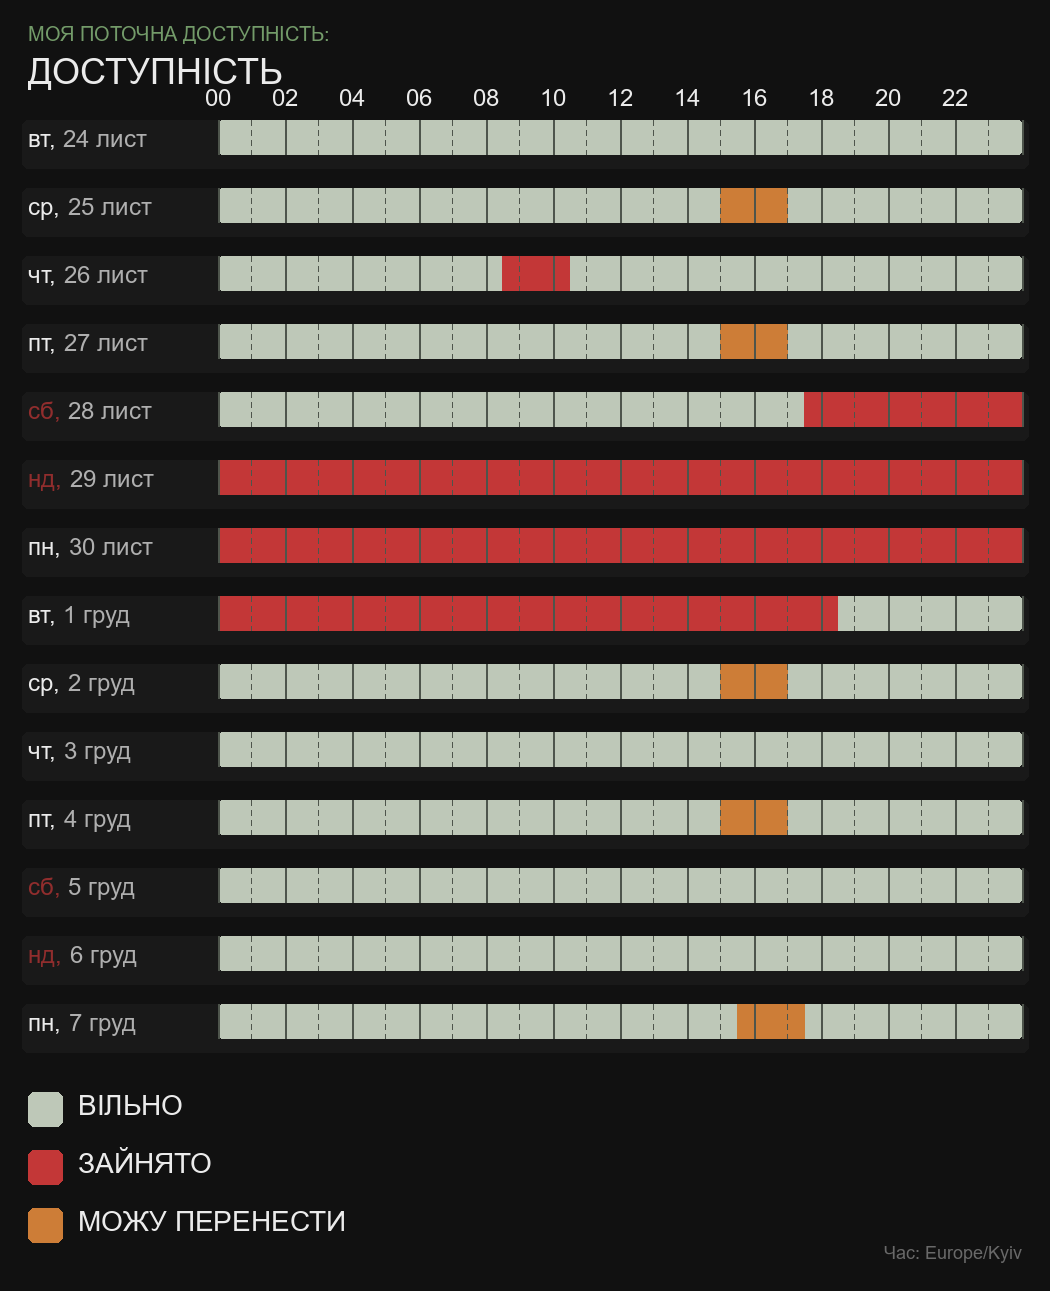 МОЯ ПОТОЧНА ДОСТУПНІСТЬ:
ДОСТУПНІСТЬ
00 02 04 06 08 10 12 14 16 18 20 22
вт, 24 лист
ср, 25 лист
чт, 26 лист
пт, 27 лист
сб, 28 лист
нд, 29 лист
пн, 30 лист
вт, 1 груд
ср, 2 груд
чт, 3 груд
пт, 4 груд
сб, 5 груд
нд, 6 груд
пн, 7 груд
ВІЛЬНО
ЗАЙНЯТО
МОЖУ ПЕРЕНЕСТИ
Час: Europe/Kyiv